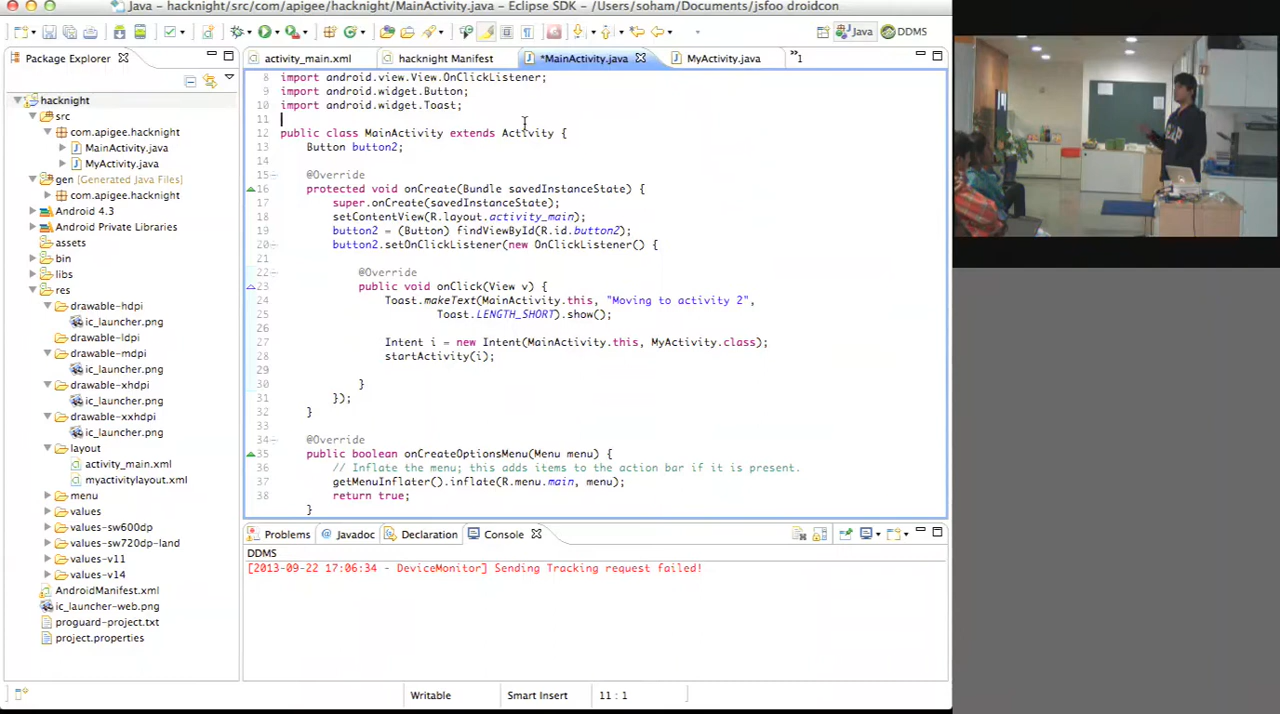 Java - hacknight/src/com/apigee/hacknight/MainActivity.java - Eclipse SDK - /Users/soham/Documents/jsfoo droidcon
Java
DDMS
Package Explorer
activity_main.xml
hacknight Manifest
*MainActivity.java
MyActivity.java
»1
hacknight
src
com.apigee.hacknight
MainActivity.java
MyActivity.java
gen [Generated Java Files]
com.apigee.hacknight
Android 4.3
Android Private Libraries
assets
bin
libs
res
drawable-hdpi
ic_launcher.png
drawable-ldpi
drawable-mdpi
ic_launcher.png
drawable-xhdpi
ic_launcher.png
drawable-xxhdpi
ic_launcher.png
layout
activity_main.xml
myactivitylayout.xml
menu
values
values-sw600dp
values-sw720dp-land
values-v11
values-v14
AndroidManifest.xml
ic_launcher-web.png
proguard-project.txt
project.properties
8 import android.view.View.OnClickListener;
9 import android.widget.Button;
10 import android.widget.Toast;
11
12 public class MainActivity extends Activity {
13 Button button2;
14
15 @Override
16 protected void onCreate(Bundle savedInstanceState) {
17 super.onCreate(savedInstanceState);
18 setContentView(R.layout.activity_main);
19 button2 = (Button) findViewById(R.id.button2);
20 button2.setOnClickListener(new OnClickListener() {
22 @Override
23 public void onClick(View v) {
24 Toast.makeText(MainActivity.this, "Moving to activity 2",
25 Toast.LENGTH_SHORT).show();
26
27 Intent i = new Intent(MainActivity.this, MyActivity.class);
28 startActivity(i);
29
30 }
31 });
32 }
33
34 @Override
35 public boolean onCreateOptionsMenu(Menu menu) {
36 // Inflate the menu; this adds items to the action bar if it is present.
37 getMenuInflater().inflate(R.menu.main, menu);
38 return true;
}
Problems
@ Javadoc
Declaration
Console
DDMS
[2013-09-22 17:06:34 - DeviceMonitor] Sending Tracking request failed!
Writable
Smart Insert
11 : 1